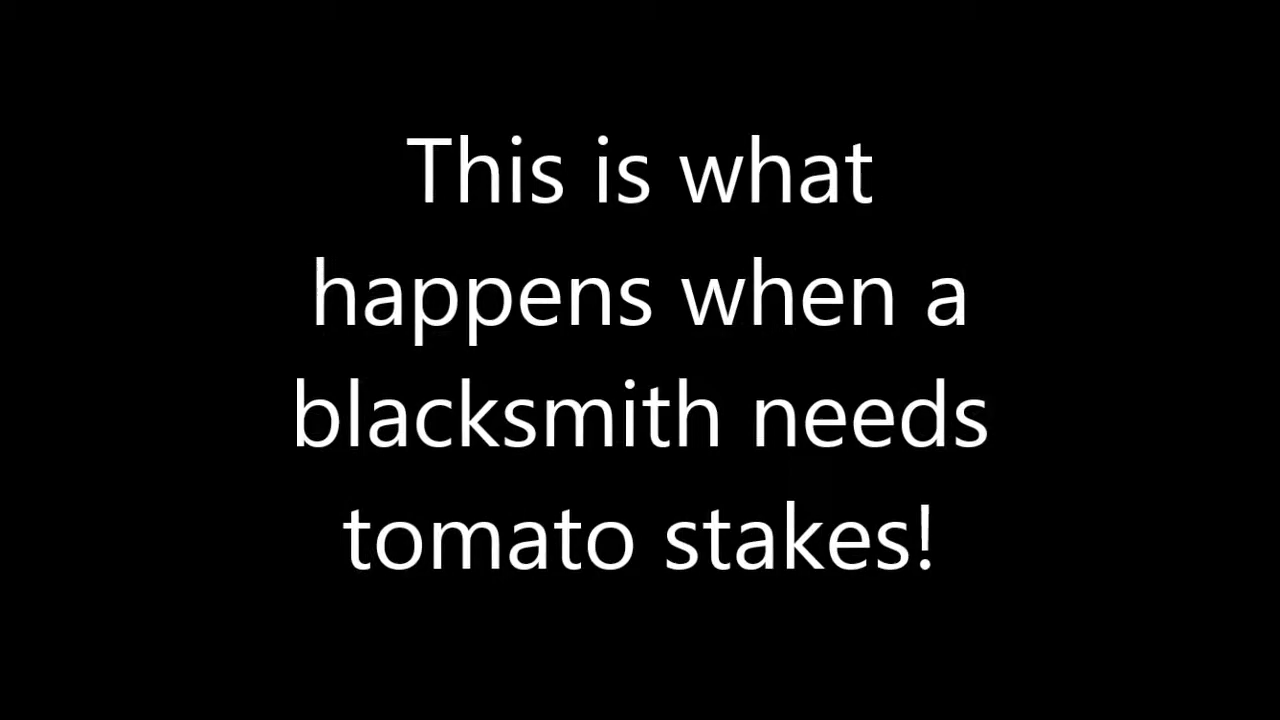 This is what
happens when a
blacksmith needs
tomato stakes!